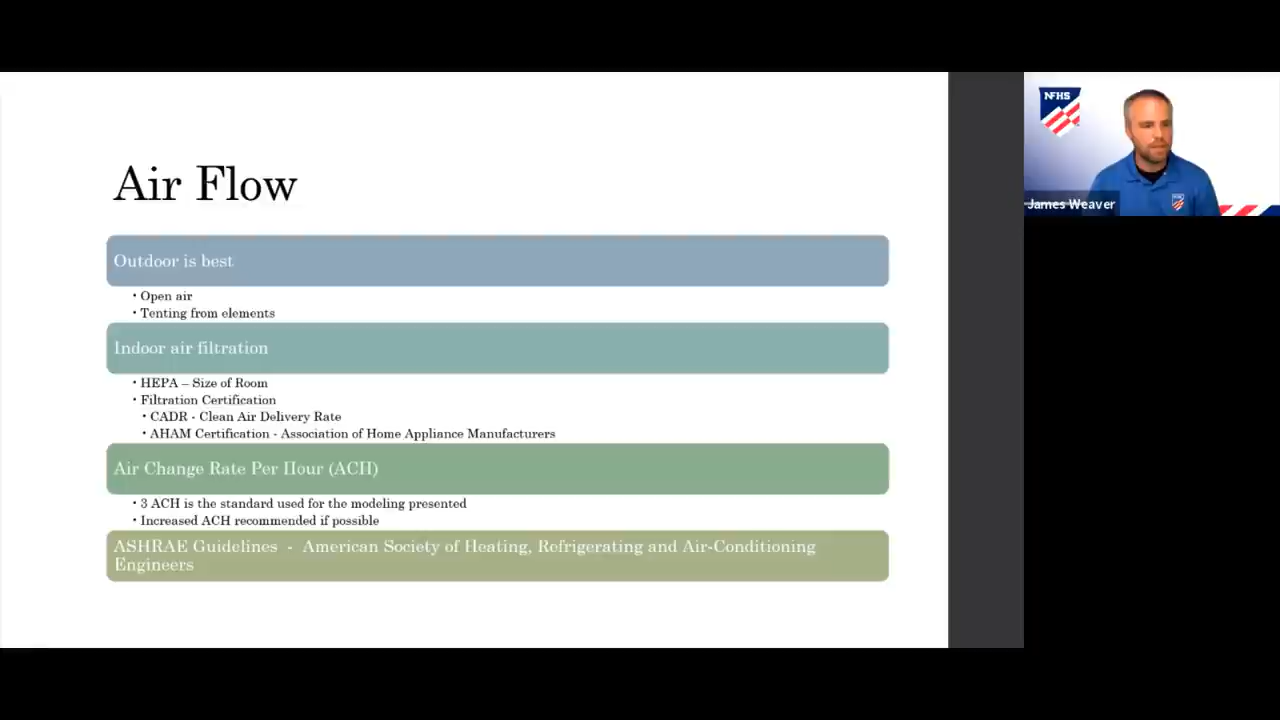 Air Flow
Outdoor is best
• Open air
• Tenting from elements
Indoor air filtration
• HEPA – Size of Room
• Filtration Certification
• CADR - Clean Air Delivery Rate
• AHAM Certification - Association of Home Appliance Manufacturers
Air Change Rate Per Hour (ACH)
• 3 ACH is the standard used for the modeling presented
• Increased ACH recommended if possible
ASHRAE Guidelines - American Society of Heating, Refrigerating and Air-Conditioning
Engineers
NFHS
James Weaver